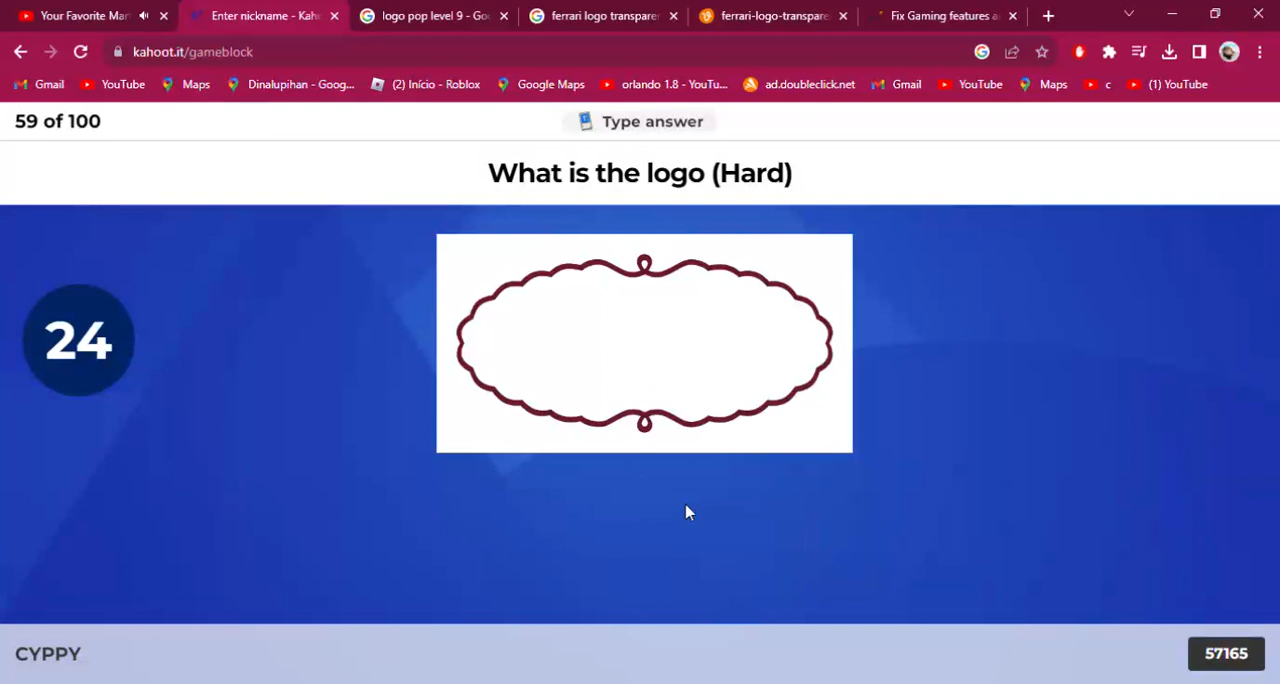 Your Favorite Mar
Enter nickname - Kah
logo pop level 9 - Go
ferrari logo transparen
ferrari-logo-transpare
Fix Gaming features a
kahoot.it/gameblock
Gmail
YouTube
Maps
Dinalupihan - Goog...
(2) Início - Roblox
Google Maps
orlando 1.8 - YouTu...
ad.doubleclick.net
Gmail
YouTube
Maps
c
(1) YouTube
59 of 100
Type answer
What is the logo (Hard)
24
CYPPY
57165